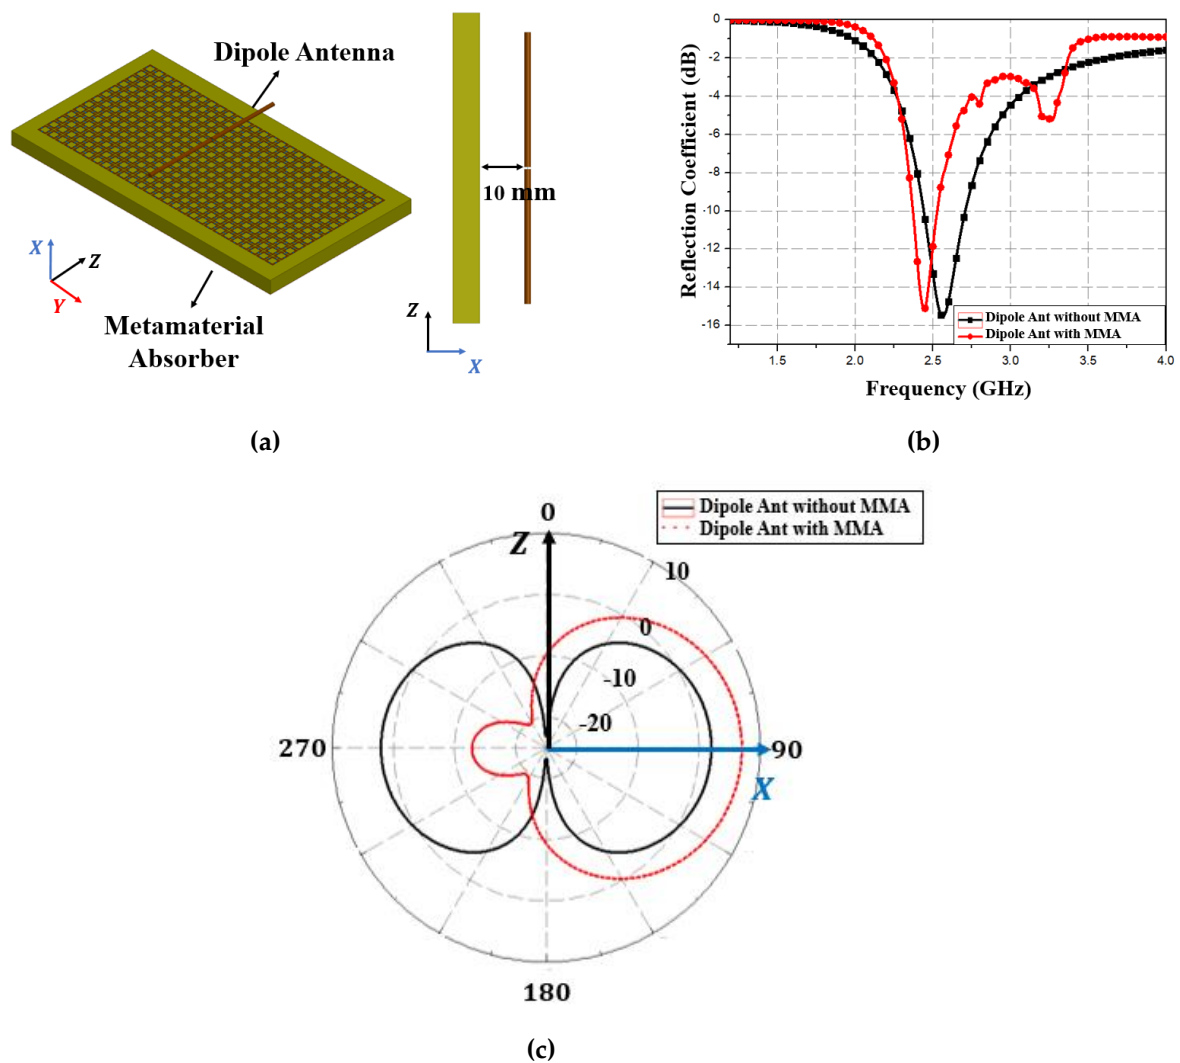 Dipole Antenna
X
Z
Y
Metamaterial
Absorber
10 mm
Z
X
(a)
Reflection Coefficient (dB)
0
-2
-4
-6
-8
-10
-12
-14
-16
1.5
2.0
2.5
3.0
3.5
4.0
Frequency (GHz)
Dipole Ant without MMA
Dipole Ant with MMA
(b)
Dipole Ant without MMA
Dipole Ant with MMA
0
Z
10
0
-10
-20
270
90
X
180
(c)